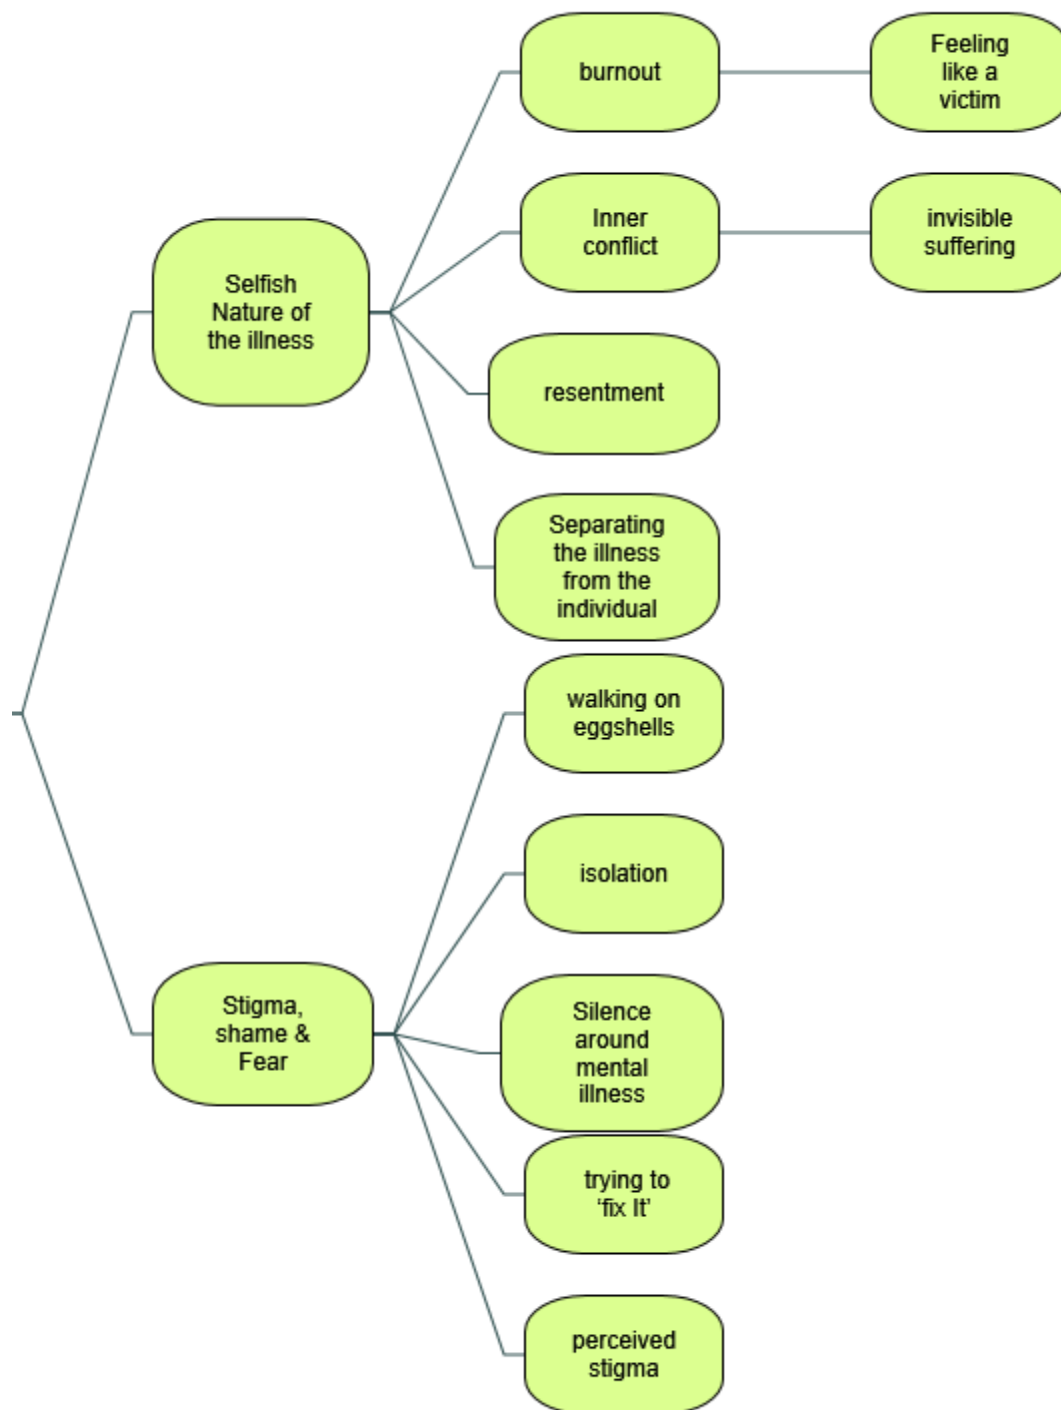 burnout
Feeling
like a
victim
Inner
conflict
invisible
suffering
Selfish
Nature of
the illness
resentment
Separating
the illness
from the
individual
walking on
eggshells
isolation
Stigma,
shame &
Fear
Silence
around
mental
illness
trying to
‘fix It’
perceived
stigma